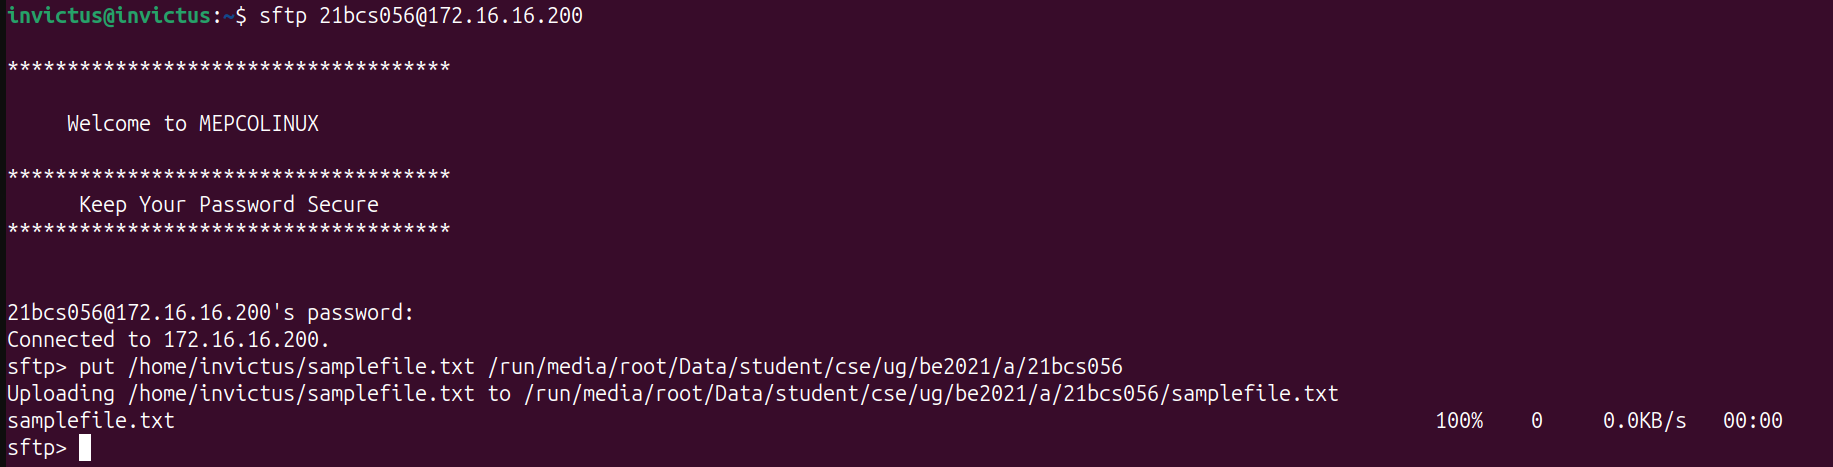 invictus@invictus:~$ sftp 21bcs056@172.16.16.200
*************************************
Welcome to MEPCOLINUX
*************************************
Keep Your Password Secure
*************************************
21bcs056@172.16.16.200's password:
Connected to 172.16.16.200.
sftp> put /home/invictus/samplefile.txt /run/media/root/Data/student/cse/ug/be2021/a/21bcs056
Uploading /home/invictus/samplefile.txt to /run/media/root/Data/student/cse/ug/be2021/a/21bcs056/samplefile.txt
samplefile.txt 100% 0 0.0KB/s 00:00
sftp>